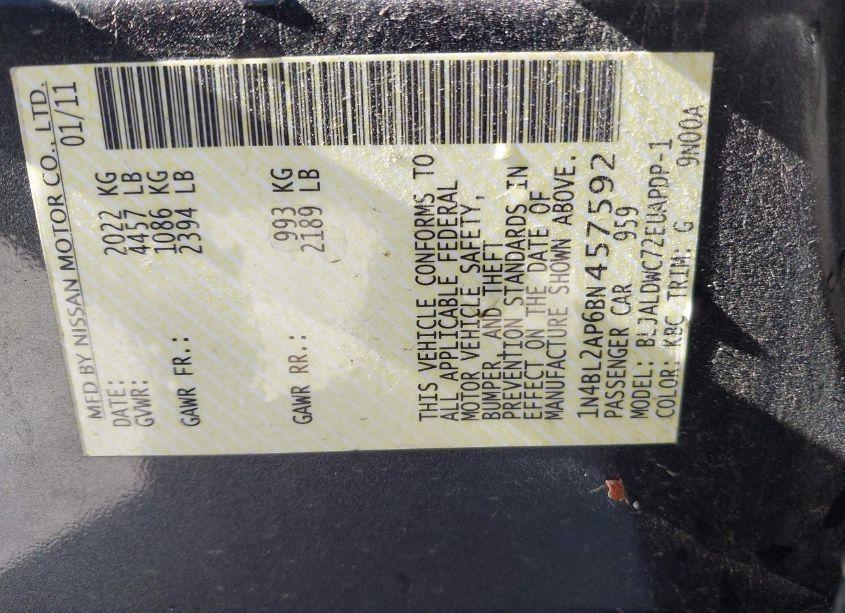 MFD BY NISSAN MOTOR CO., LTD.
DATE: 01/11
GVWR: 2022 KG
4457 LB
GAWR FR.: 1086 KG
2394 LB
GAWR RR.: 993 KG
2189 LB
THIS VEHICLE CONFORMS TO
ALL APPLICABLE FEDERAL
MOTOR VEHICLE SAFETY,
BUMPER, AND THEFT
PREVENTION STANDARDS IN
EFFECT ON THE DATE OF
MANUFACTURE SHOWN ABOVE.
1N4BL2AP6BN457592
PASSENGER CAR 959
MODEL: BLJALDWC72EUAPDP-1
COLOR: KBC TRIM: G 9N00A